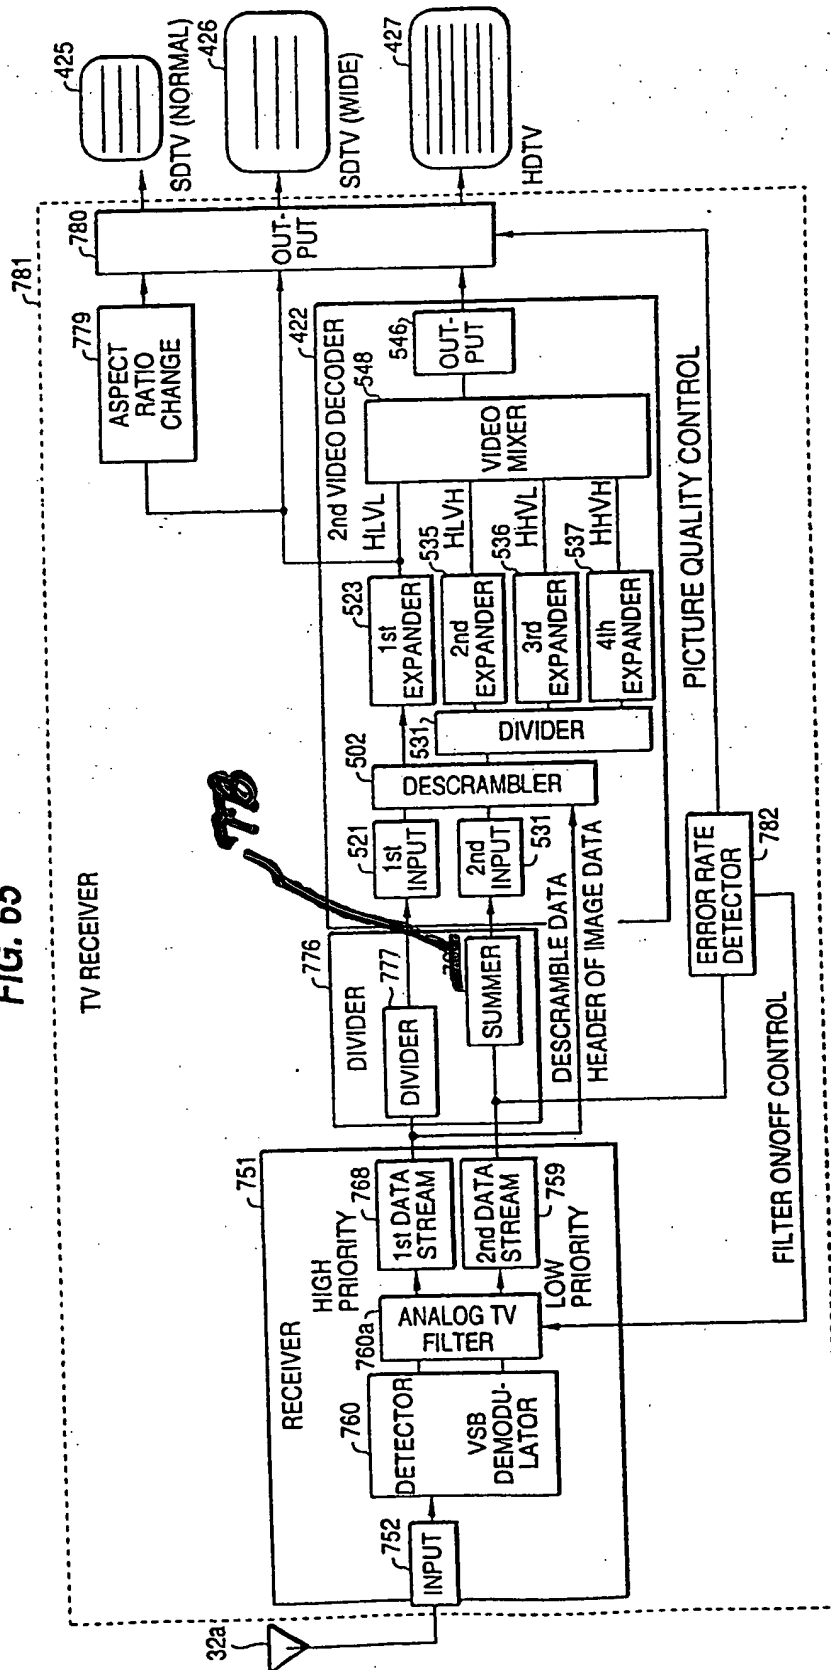 FIG. 65
TV RECEIVER
781
32a
RECEIVER
751
752
INPUT
760
DETECTOR
VSB
DEMODU-
LATOR
760a
ANALOG TV
FILTER
HIGH
PRIORITY
768
1st DATA
STREAM
2nd DATA
STREAM
759
LOW
PRIORITY
776
DIVIDER
777
DIVIDER
778
SUMMER
DESCRAMBLE DATA
HEADER OF IMAGE DATA
2nd VIDEO DECODER
422
521
1st
INPUT
2nd
INPUT
531
502
DESCRAMBLER
531
DIVIDER
523
1st
EXPANDER
535
2nd
EXPANDER
536
3rd
EXPANDER
537
4th
EXPANDER
HLVL
HLVH
HHVL
HHVH
548
VIDEO
MIXER
546
OUT-
PUT
779
ASPECT
RATIO
CHANGE
780
OUT-
PUT
425
SDTV (NORMAL)
426
SDTV (WIDE)
427
HDTV
ERROR RATE
DETECTOR
782
PICTURE QUALITY CONTROL
FILTER ON/OFF CONTROL